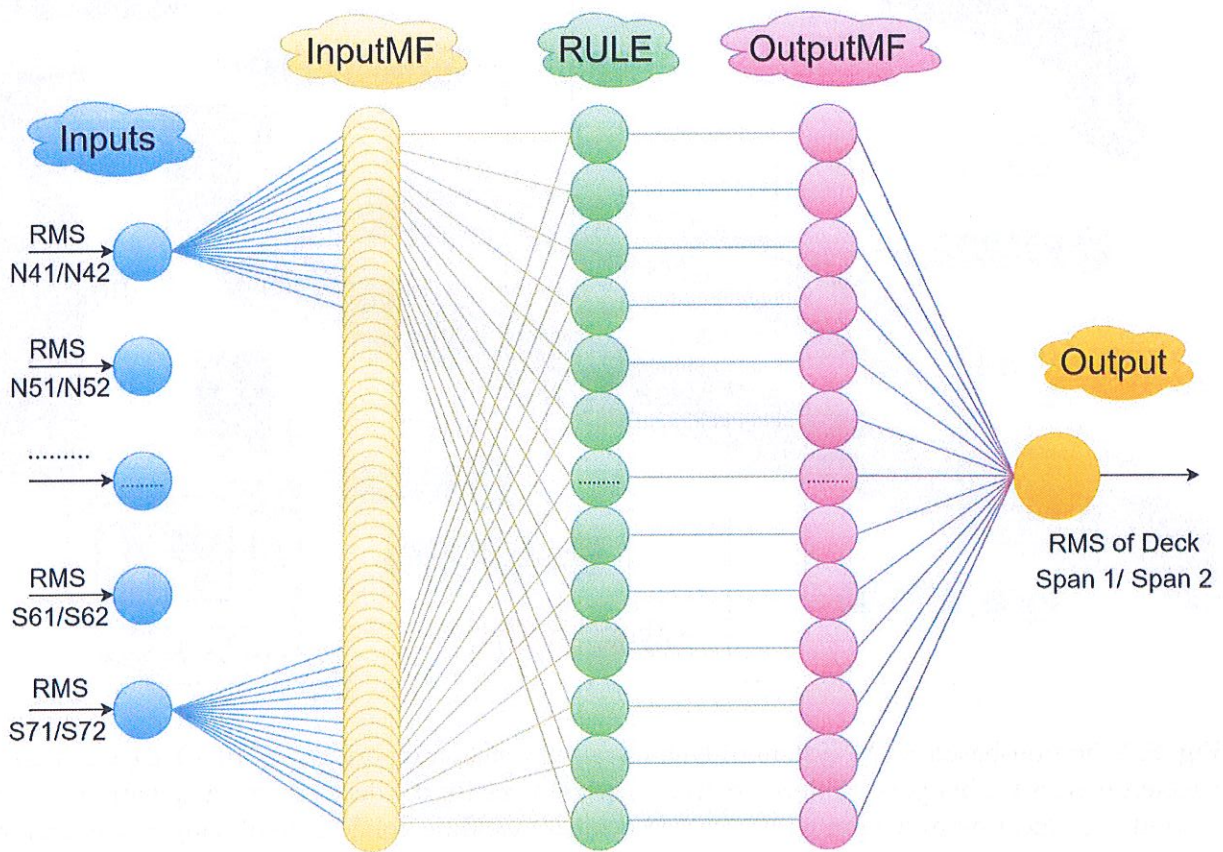 InputMF
RULE
OutputMF
Inputs
RMS
N41/N42
RMS
N51/N52
.........
.........
.........
.........
RMS
S61/S62
RMS
S71/S72
Output
RMS of Deck
Span 1/ Span 2